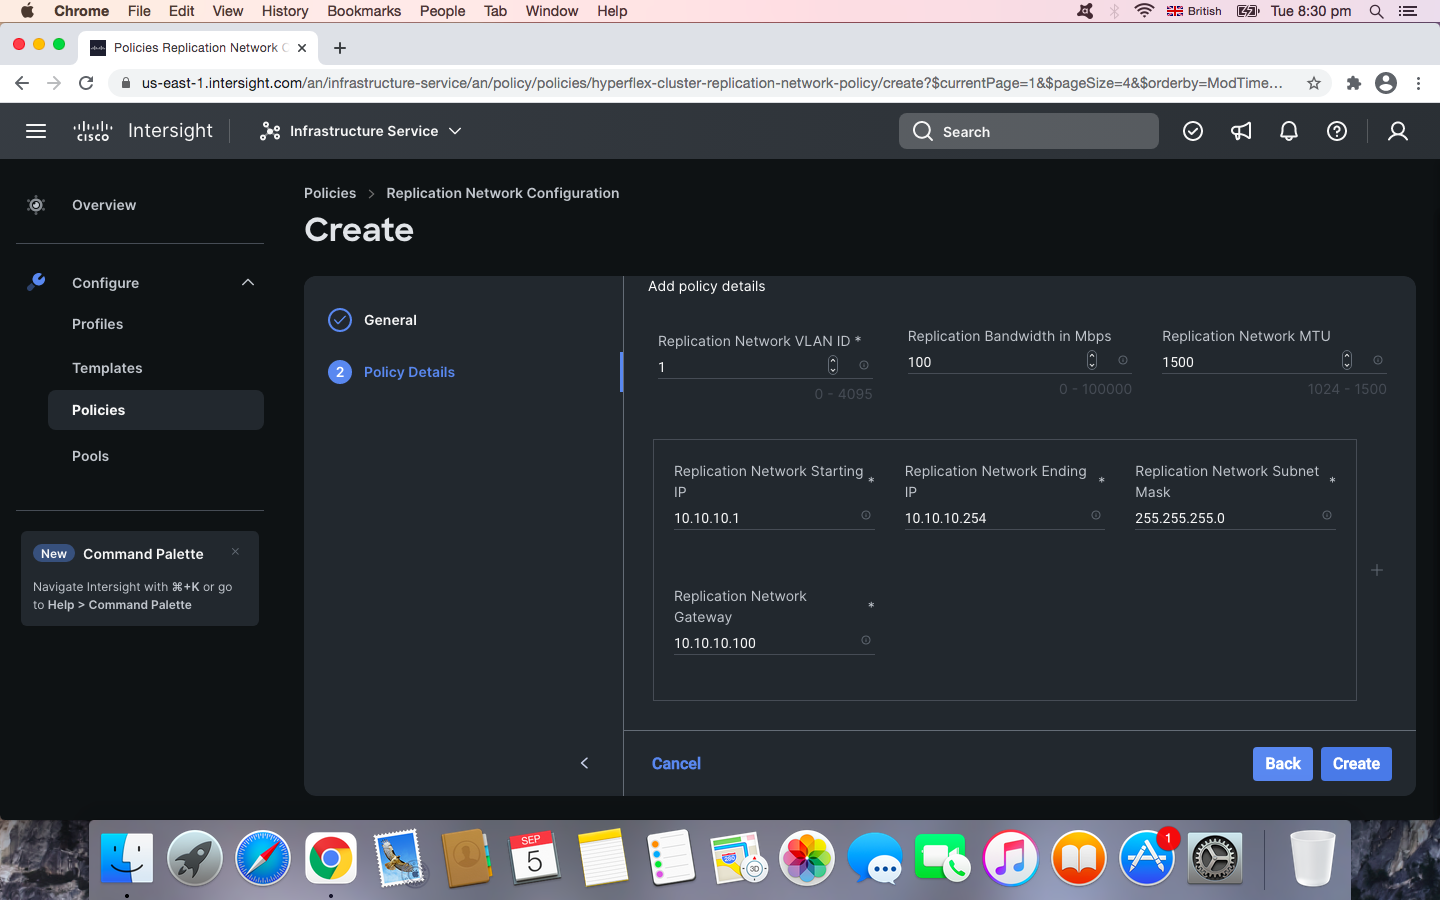 Chrome File Edit View History Bookmarks People Tab Window Help British Tue 8:30 pm
Policies Replication Network C
us-east-1.intersight.com/an/infrastructure-service/an/policy/policies/hyperflex-cluster-replication-network-policy/create?$currentPage=1&$pageSize=4&$orderby=ModTime...
CISCO Intersight Infrastructure Service Search
Overview
Configure
Profiles
Templates
Policies
Pools
New Command Palette
Navigate Intersight with ⌘+K or go
to Help > Command Palette
Policies > Replication Network Configuration
Create
General
2 Policy Details
Add policy details
Replication Network VLAN ID *
1
0 - 4095
Replication Bandwidth in Mbps
100
0 - 100000
Replication Network MTU
1500
1024 - 1500
Replication Network Starting
IP *
10.10.10.1
Replication Network Ending
IP *
10.10.10.254
Replication Network Subnet
Mask *
255.255.255.0
Replication Network
Gateway *
10.10.10.100
Cancel Back Create
SEP
5
280
3D
1